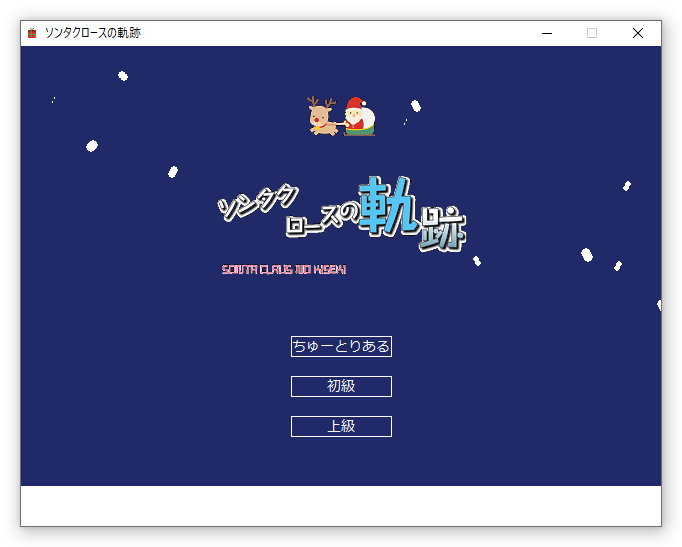 ソンタクロースの軌跡
ソンタク
ロースの軌跡
SONTA CLAUS NO KISEKI
ちゅーとりある
初級
上級